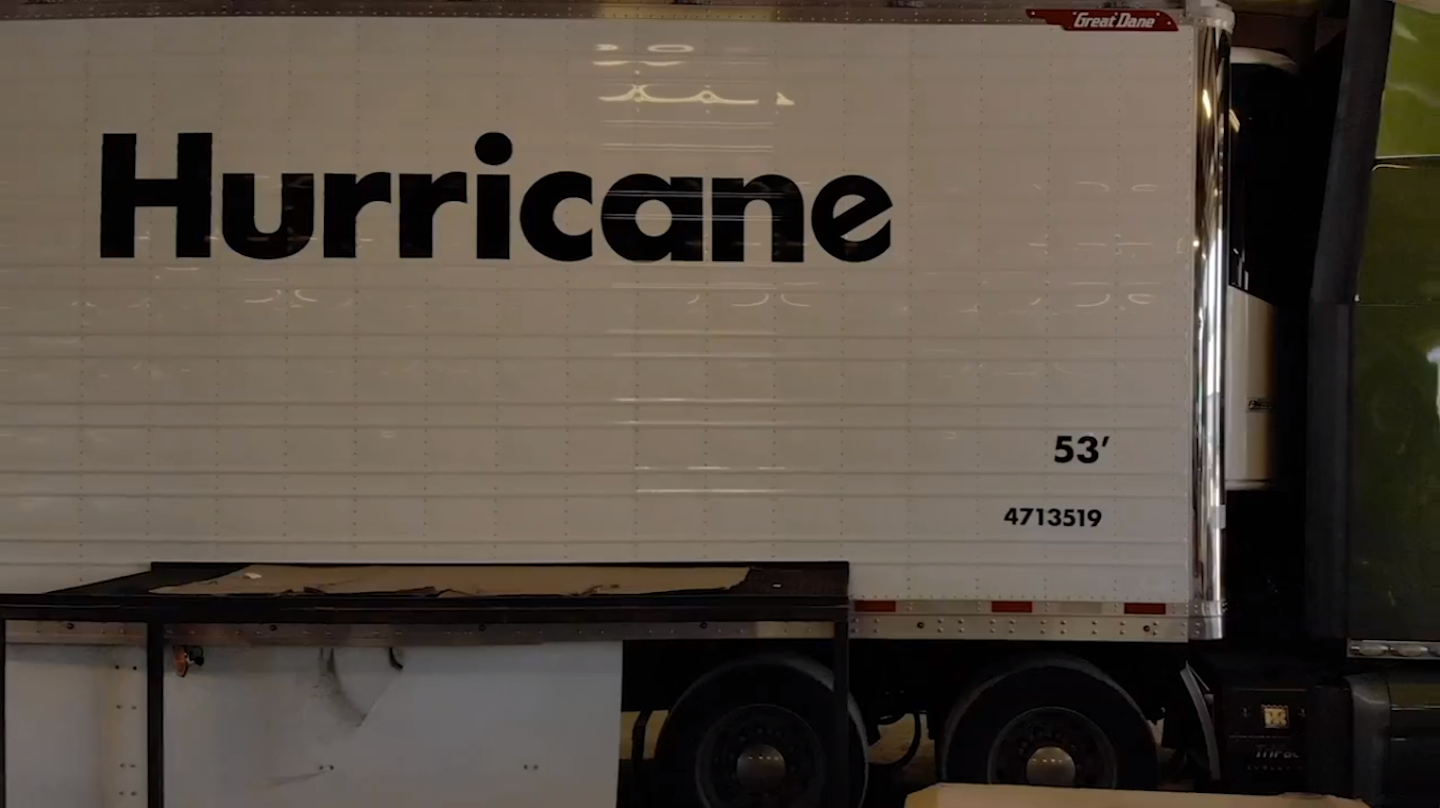 Great Dane
Hurricane
53'
4713519